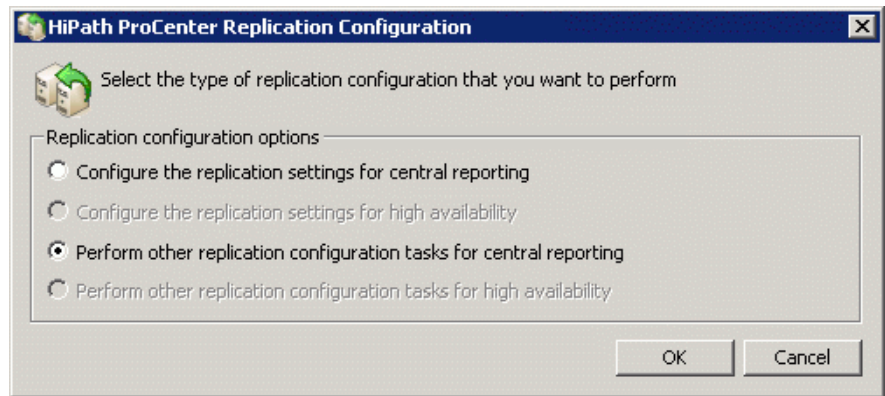 HiPath ProCenter Replication Configuration
Select the type of replication configuration that you want to perform
Replication configuration options
Configure the replication settings for central reporting
Configure the replication settings for high availability
Perform other replication configuration tasks for central reporting
Perform other replication configuration tasks for high availability
OK Cancel